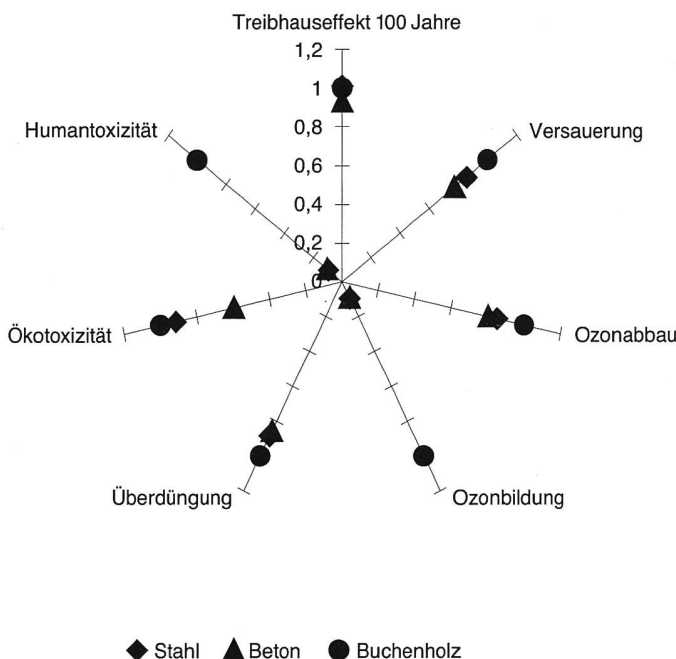 Treibhauseffekt 100 Jahre
1,2
1
0,8
0,6
0,4
0,2
0
Humantoxizität
Versauerung
Ökotoxizität
Ozonabbau
Überdüngung
Ozonbildung
Stahl Beton Buchenholz